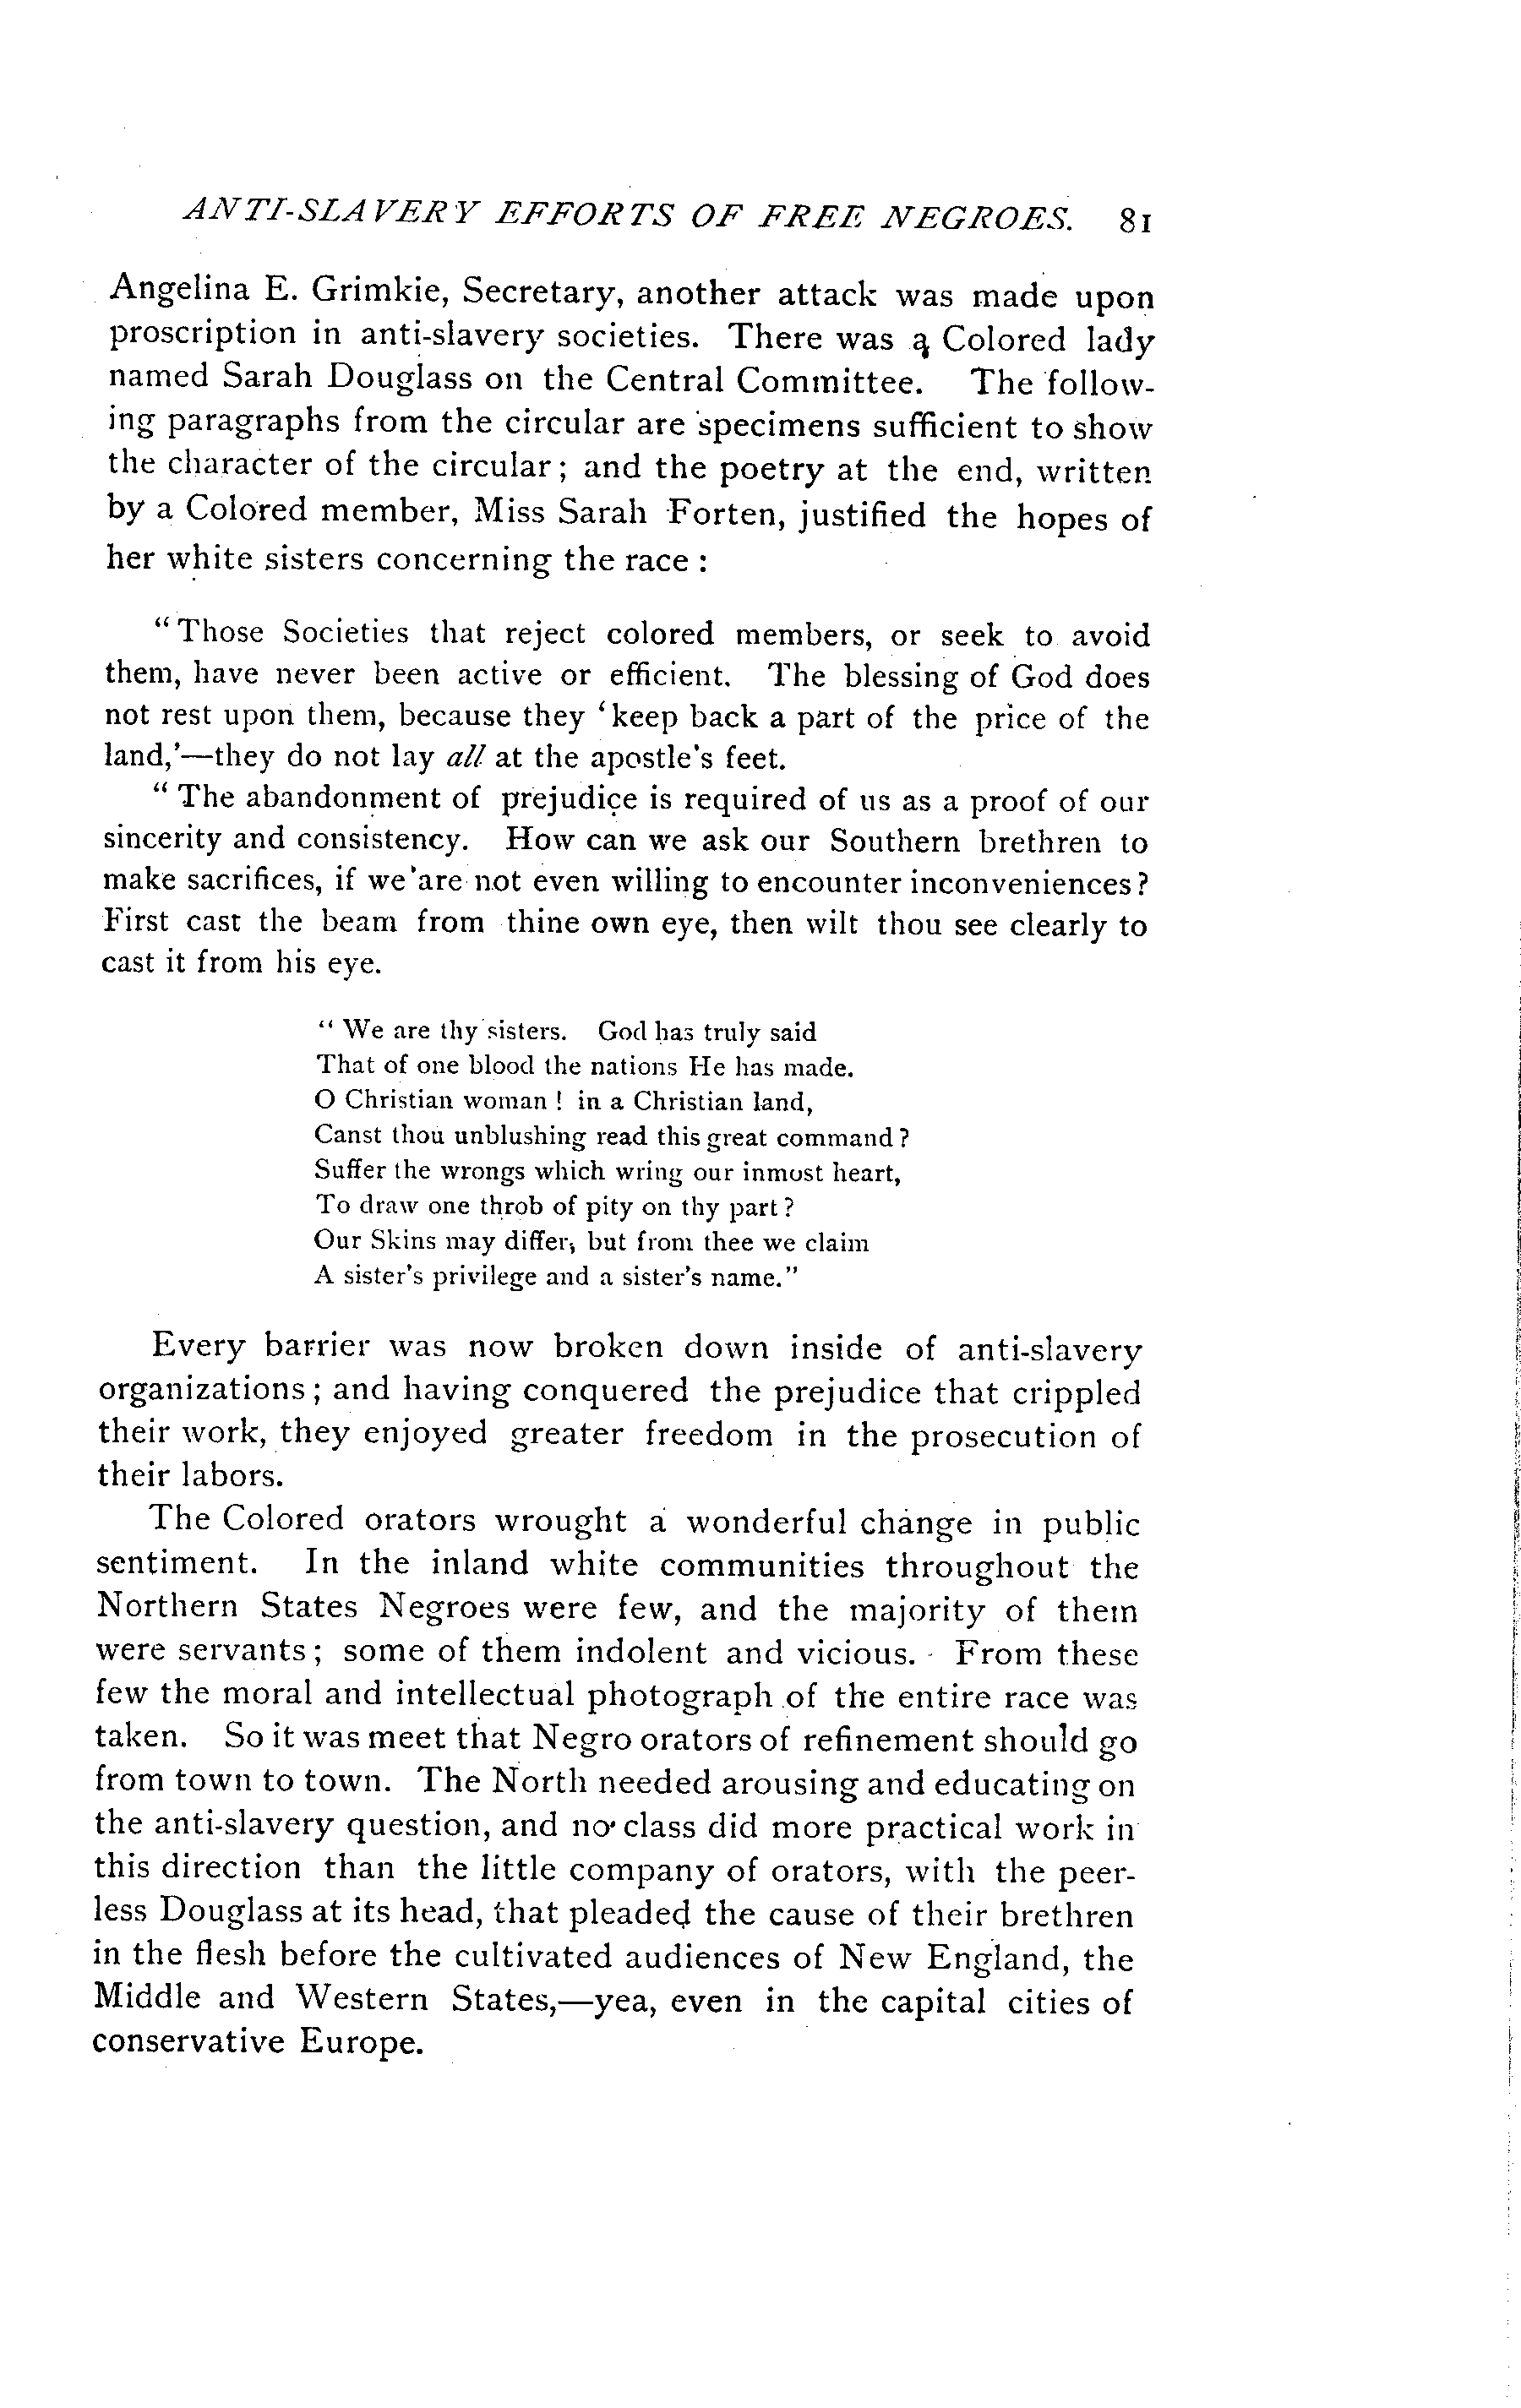 ANTI-SLAVERY EFFORTS OF FREE NEGROES. 81
Angelina E. Grimkie, Secretary, another attack was made upon
proscription in anti-slavery societies. There was a Colored lady
named Sarah Douglass on the Central Committee. The follow-
ing paragraphs from the circular are specimens sufficient to show
the character of the circular; and the poetry at the end, written
by a Colored member, Miss Sarah Forten, justified the hopes of
her white sisters concerning the race:
"Those Societies that reject colored members, or seek to avoid
them, have never been active or efficient. The blessing of God does
not rest upon them, because they 'keep back a part of the price of the
land,'—they do not lay all at the apostle's feet.
"The abandonment of prejudice is required of us as a proof of our
sincerity and consistency. How can we ask our Southern brethren to
make sacrifices, if we are not even willing to encounter inconveniences?
First cast the beam from thine own eye, then wilt thou see clearly to
cast it from his eye.
"We are thy sisters. God has truly said
That of one blood the nations He has made.
O Christian woman! in a Christian land,
Canst thou unblushing read this great command?
Suffer the wrongs which wring our inmost heart,
To draw one throb of pity on thy part?
Our Skins may differ, but from thee we claim
A sister's privilege and a sister's name."
Every barrier was now broken down inside of anti-slavery
organizations; and having conquered the prejudice that crippled
their work, they enjoyed greater freedom in the prosecution of
their labors.
The Colored orators wrought a wonderful change in public
sentiment. In the inland white communities throughout the
Northern States Negroes were few, and the majority of them
were servants; some of them indolent and vicious. From these
few the moral and intellectual photograph of the entire race was
taken. So it was meet that Negro orators of refinement should go
from town to town. The North needed arousing and educating on
the anti-slavery question, and no class did more practical work in
this direction than the little company of orators, with the peer-
less Douglass at its head, that pleaded the cause of their brethren
in the flesh before the cultivated audiences of New England, the
Middle and Western States,—yea, even in the capital cities of
conservative Europe.